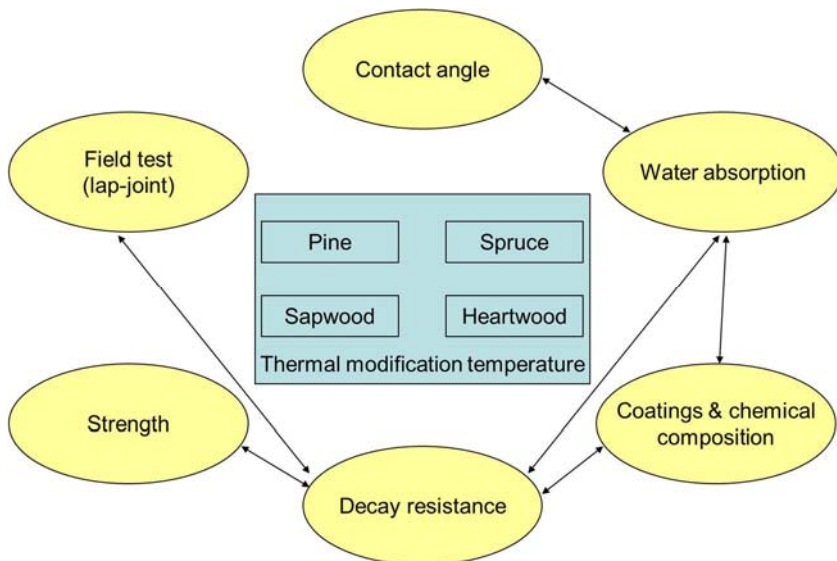 Contact angle
Field test
(lap-joint)
Water absorption
Pine
Spruce
Sapwood
Heartwood
Thermal modification temperature
Strength
Coatings & chemical
composition
Decay resistance